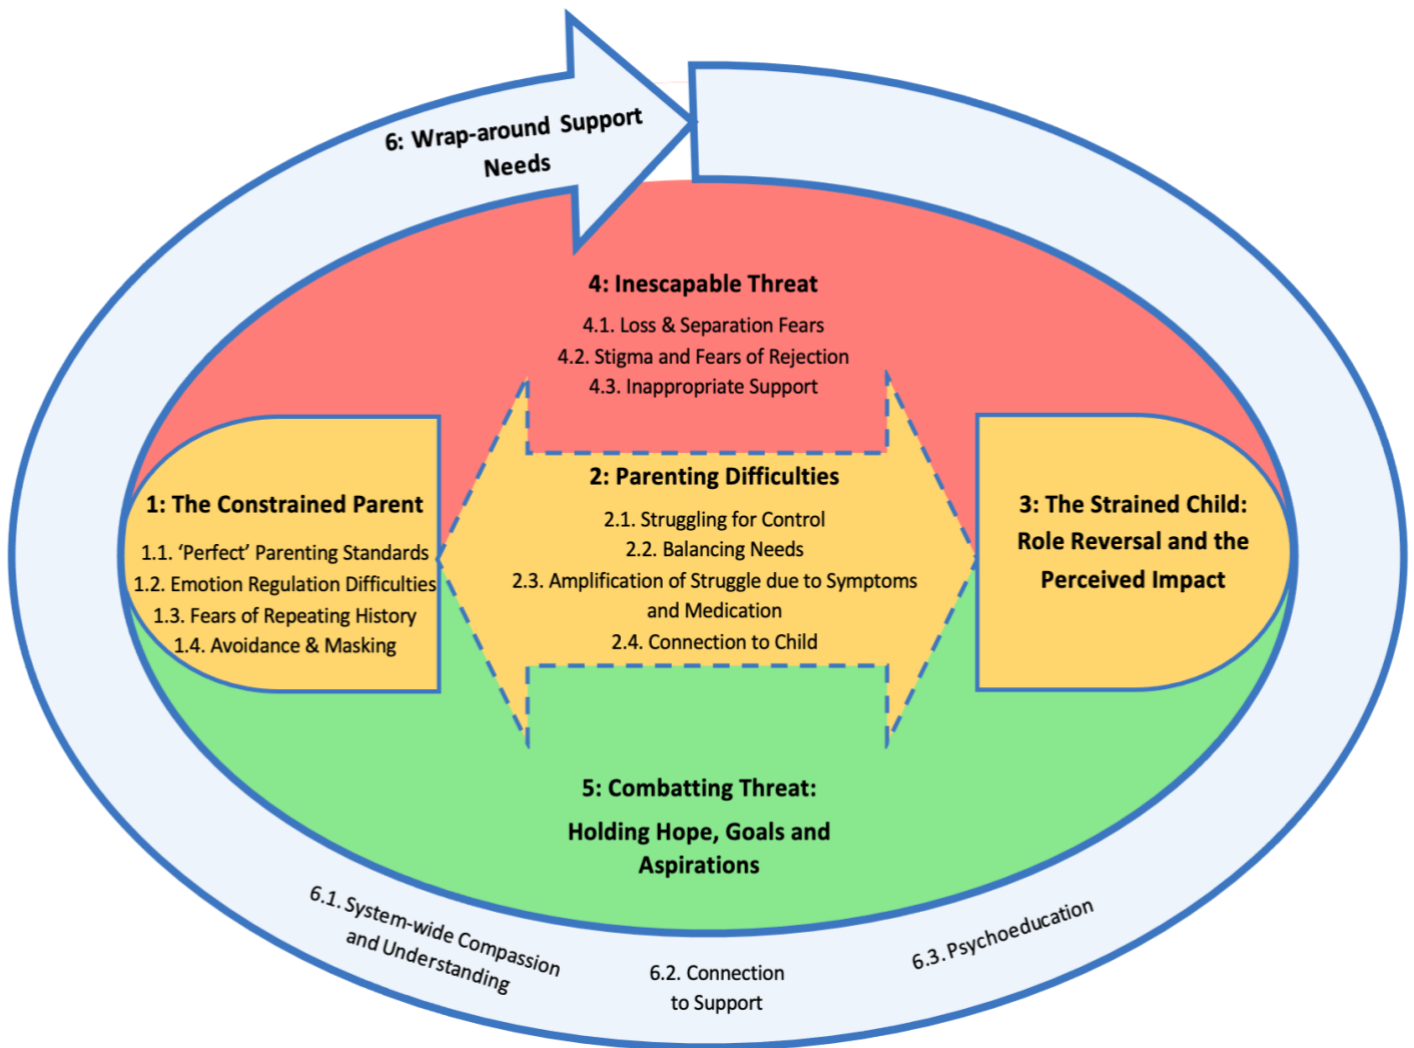 6: Wrap-around Support
Needs
4: Inescapable Threat
4.1. Loss & Separation Fears
4.2. Stigma and Fears of Rejection
4.3. Inappropriate Support
1: The Constrained Parent
1.1. ‘Perfect’ Parenting Standards
1.2. Emotion Regulation Difficulties
1.3. Fears of Repeating History
1.4. Avoidance & Masking
2: Parenting Difficulties
2.1. Struggling for Control
2.2. Balancing Needs
2.3. Amplification of Struggle due to Symptoms
and Medication
2.4. Connection to Child
3: The Strained Child:
Role Reversal and the
Perceived Impact
5: Combatting Threat:
Holding Hope, Goals and
Aspirations
6.1. System-wide Compassion
and Understanding
6.2. Connection
to Support
6.3. Psychoeducation